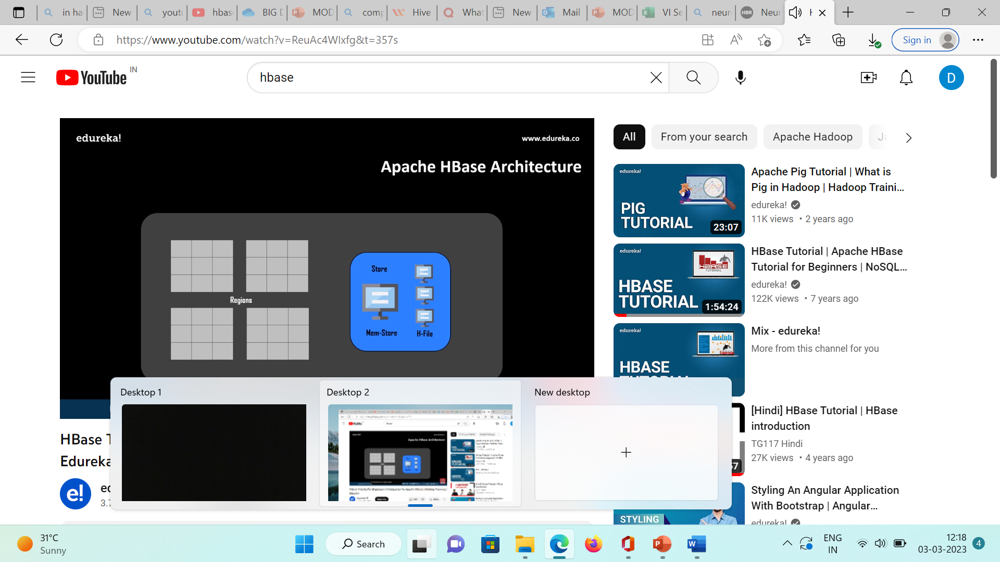 in ha
New
youtu
hbase
BIG D
MOD
comp
Hive
What
New
Mail
MOD
VI Se
neuro
HBR
Neur
https://www.youtube.com/watch?v=ReuAc4WIxfg&t=357s
Sign in
YouTube IN
hbase
D
edureka!
www.edureka.co
Apache HBase Architecture
Regions
Store
Mem-Store
H-File
All
From your search
Apache Hadoop
edureka!
PIG
TUTORIAL
23:07
Apache Pig Tutorial | What is
Pig in Hadoop | Hadoop Traini...
edureka!
11K views • 2 years ago
edureka!
HBASE
TUTORIAL
1:54:24
HBase Tutorial | Apache HBase
Tutorial for Beginners | NoSQL...
edureka!
122K views • 7 years ago
edureka!
HBASE
Mix - edureka!
More from this channel for you
Desktop 1
Desktop 2
New desktop
[Hindi] HBase Tutorial | HBase
introduction
TG117 Hindi
27K views • 4 years ago
HBase T
Edureka
e!
3.7
Styling An Angular Application
With Bootstrap | Angular...
edureka!
STYLING
31°C
Sunny
Search
ENG
IN
12:18
03-03-2023
4